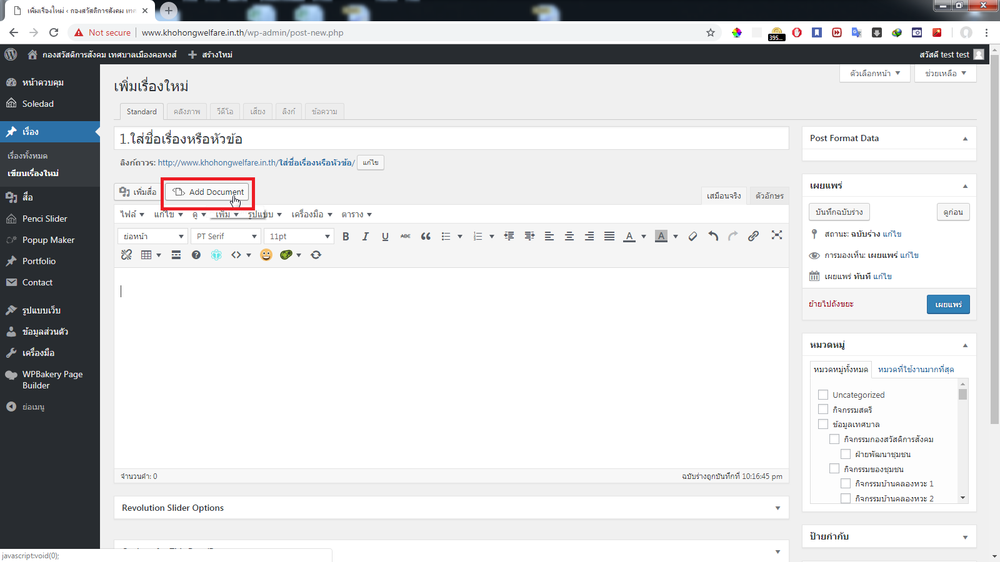 เพิ่มเรื่องใหม่ ‹ กองสวัสดิการสังคม เทศ
Not secure
www.khohongwelfare.in.th/wp-admin/post-new.php
395...
กองสวัสดิการสังคม เทศบาลเมืองคอหงส์
สร้างใหม่
สวัสดี test test
หน้าควบคุม
Soledad
เรื่อง
เรื่องทั้งหมด
เขียนเรื่องใหม่
สื่อ
Penci Slider
Popup Maker
Portfolio
Contact
รูปแบบเว็บ
ข้อมูลส่วนตัว
เครื่องมือ
WPBakery Page
Builder
ย่อเมนู
ตัวเลือกหน้า
ช่วยเหลือ
เพิ่มเรื่องใหม่
Standard
คลังภาพ
วีดีโอ
เสียง
ลิงก์
ข้อความ
1.ใส่ชื่อเรื่องหรือหัวข้อ
ลิงก์ถาวร: http://www.khohongwelfare.in.th/ใส่ชื่อเรื่องหรือหัวข้อ/ แก้ไข
เพิ่มสื่อ
Add Document
เสมือนจริง
ตัวอักษร
ไฟล์ แก้ไข ดู เพิ่ม รูปแบบ เครื่องมือ ตาราง
ย่อหน้า
PT Serif
11pt
B I U ABC
A A
จำนวนคำ: 0
ฉบับร่างถูกบันทึกที่ 10:16:45 pm
Revolution Slider Options
Post Format Data
เผยแพร่
บันทึกฉบับร่าง
ดูก่อน
สถานะ: ฉบับร่าง แก้ไข
การมองเห็น: เผยแพร่ แก้ไข
เผยแพร่ ทันที แก้ไข
ย้ายไปถังขยะ
เผยแพร่
หมวดหมู่
หมวดหมู่ทั้งหมด
หมวดที่ใช้งานมากที่สุด
Uncategorized
กิจกรรมสตรี
ข้อมูลเทศบาล
กิจกรรมกองสวัสดิการสังคม
ฝ่ายพัฒนาชุมชน
กิจกรรมของชุมชน
กิจกรรมบ้านคลองหวะ 1
กิจกรรมบ้านคลองหวะ 2
ป้ายกำกับ
javascript:void(0);